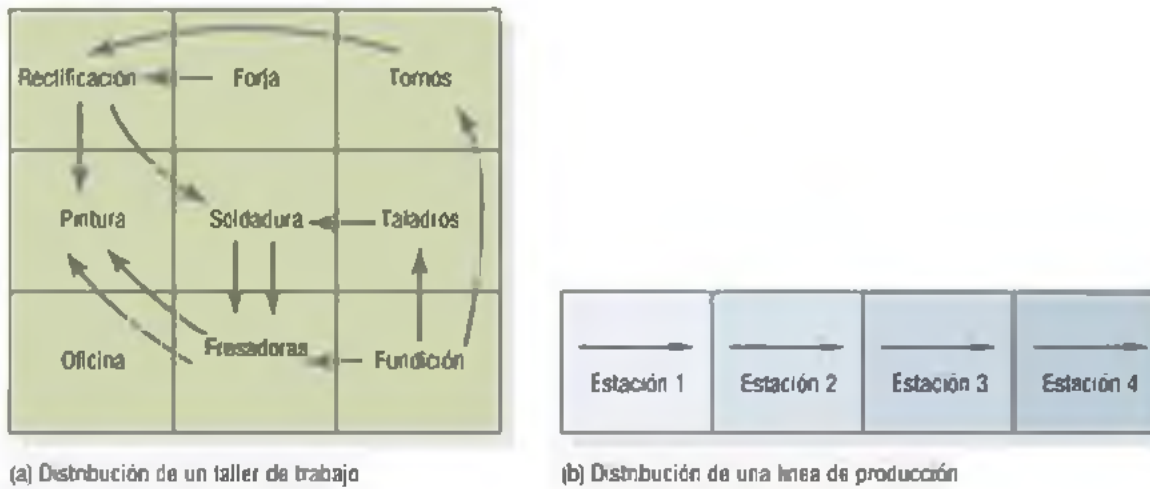 Rectificación Forja Tornos
Pintura Soldadura Taladros
Oficina Fresadoras Fundición
Estación 1 Estación 2 Estación 3 Estación 4
(a) Distribución de un taller de trabajo
(b) Distribución de una línea de producción